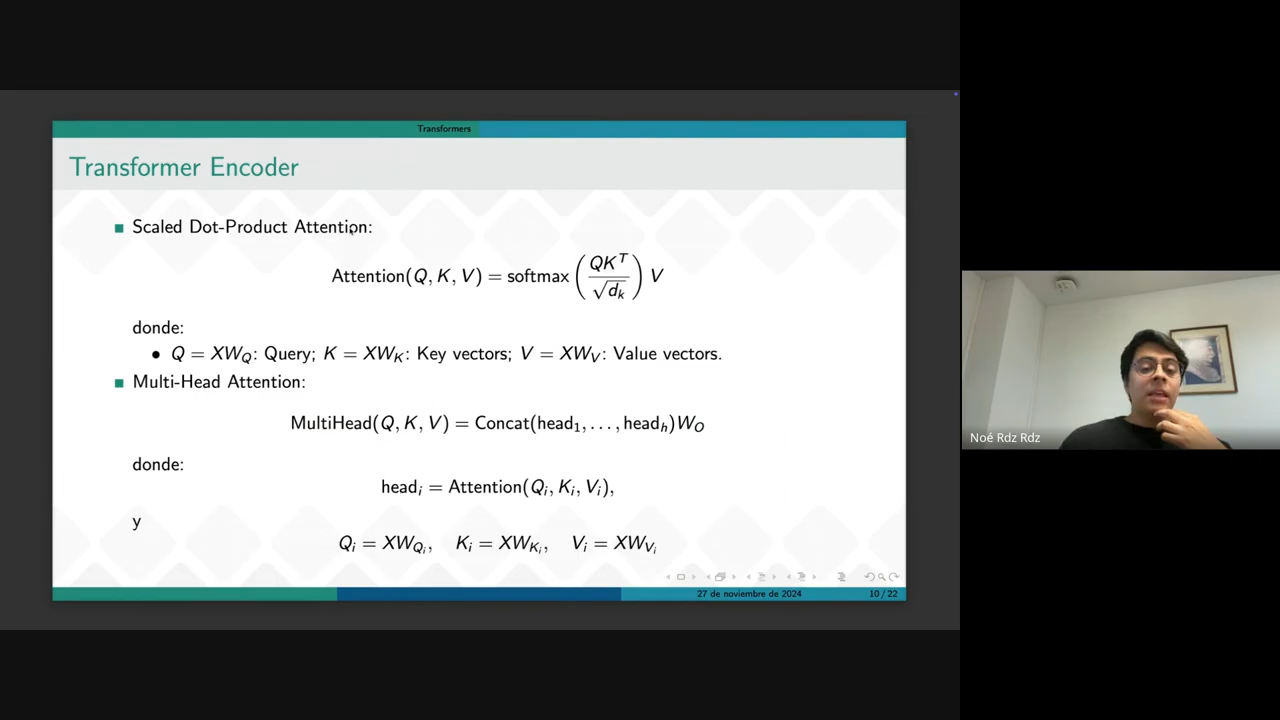 Transformers
Transformer Encoder
Scaled Dot-Product Attention:
Attention(Q, K, V) = softmax(QK^T / √d_k) V
donde:
• Q = XW_Q: Query; K = XW_K: Key vectors; V = XW_V: Value vectors.
Multi-Head Attention:
MultiHead(Q, K, V) = Concat(head_1, . . . , head_h)W_O
donde:
head_i = Attention(Q_i, K_i, V_i),
y
Q_i = XW_{Q_i}, K_i = XW_{K_i}, V_i = XW_{V_i}
27 de noviembre de 2024 10 / 22
Noé Rdz Rdz